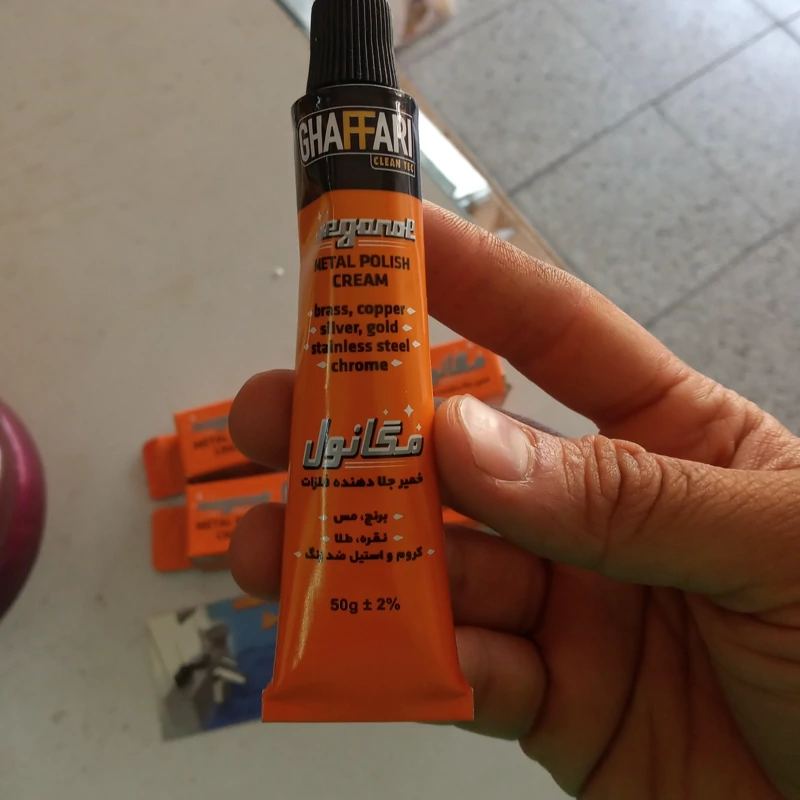 GHAFFARI
CLEAN TEC
METAL POLISH
CREAM
brass, copper
silver, gold
stainless steel
chrome
مگانول
خمیر جلا دهنده فلزات
برنج، مس
نقره، طلا
کروم و استیل ضد زنگ
50g ± 2%